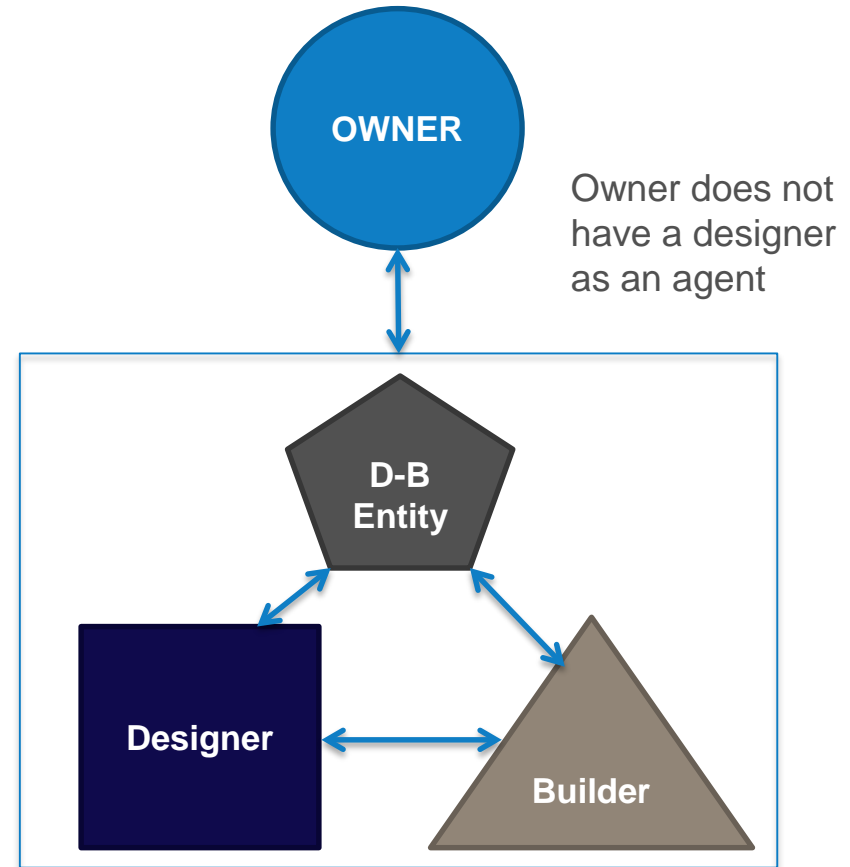 OWNER
Owner does not
have a designer
as an agent
D-B
Entity
Designer
Builder